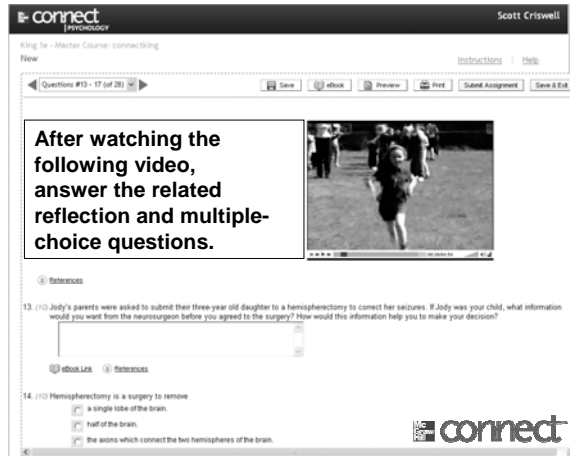 connect
PSYCHOLOGY
Scott Criswell
King 1e - Master Course: connectking
New
Instructions | Help
Questions #13 - 17 (of 28)
Save
eBook
Preview
Print
Submit Assignment
Save & Exit
After watching the
following video,
answer the related
reflection and multiple-
choice questions.
References
13. (10) Jody's parents were asked to submit their three-year old daughter to a hemispherectomy to correct her seizures. If Jody was your child, what information
would you want from the neurosurgeon before you agreed to the surgery? How would this information help you to make your decision?
eBook Link
References
14. (10) Hemispherectomy is a surgery to remove
a single lobe of the brain.
half of the brain.
the axons which connect the two hemispheres of the brain.
connect